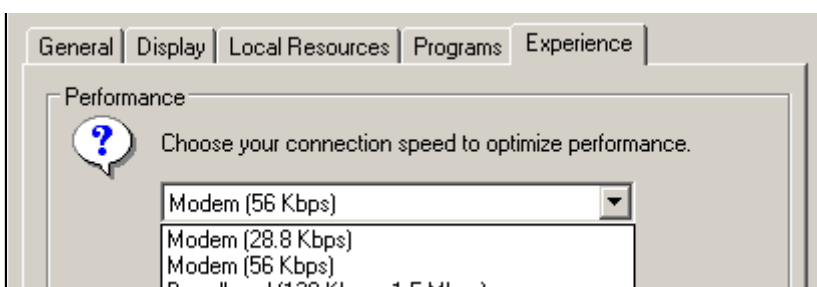 General Display Local Resources Programs Experience
Performance
?
Choose your connection speed to optimize performance.
Modem (56 Kbps)
Modem (28.8 Kbps)
Modem (56 Kbps)